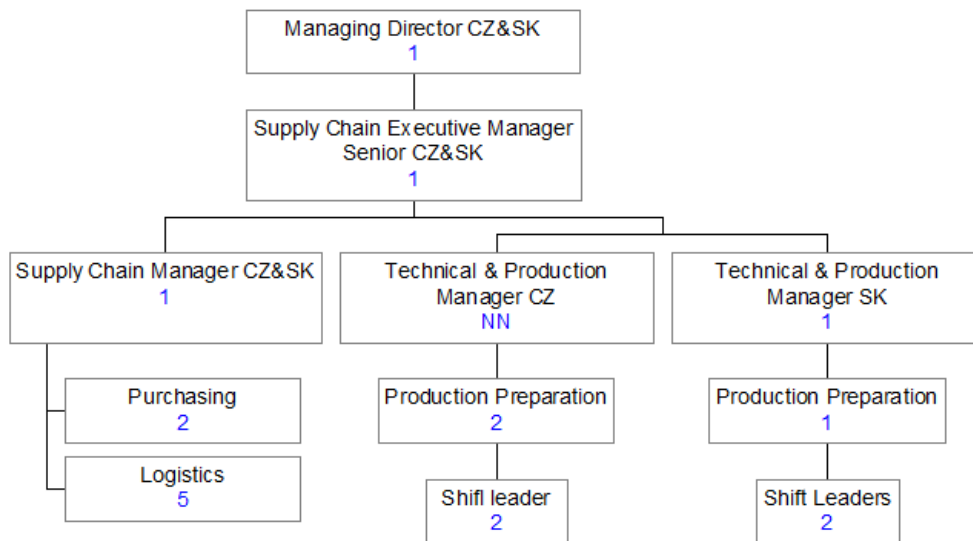 Managing Director CZ&SK
1
Supply Chain Executive Manager
Senior CZ&SK
1
Supply Chain Manager CZ&SK
1
Technical & Production
Manager CZ
NN
Technical & Production
Manager SK
1
Purchasing
2
Production Preparation
2
Production Preparation
1
Logistics
5
Shifl leader
2
Shift Leaders
2